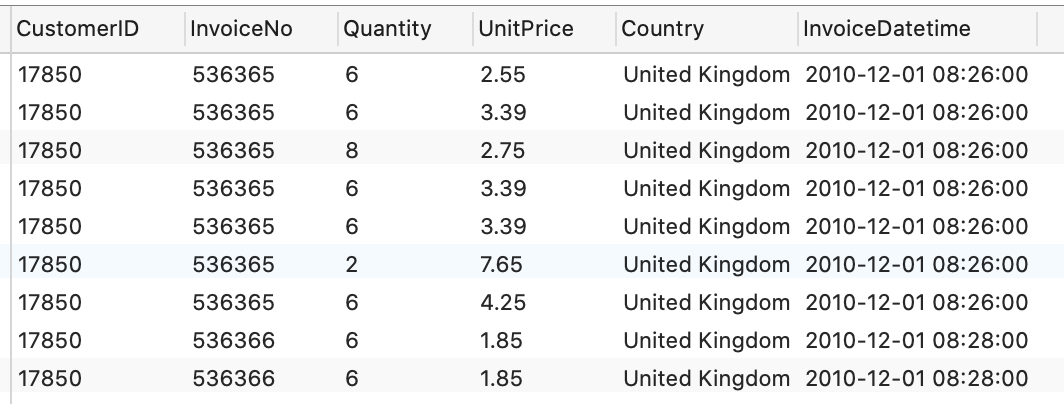 CustomerID InvoiceNo Quantity UnitPrice Country InvoiceDatetime
17850 536365 6 2.55 United Kingdom 2010-12-01 08:26:00
17850 536365 6 3.39 United Kingdom 2010-12-01 08:26:00
17850 536365 8 2.75 United Kingdom 2010-12-01 08:26:00
17850 536365 6 3.39 United Kingdom 2010-12-01 08:26:00
17850 536365 6 3.39 United Kingdom 2010-12-01 08:26:00
17850 536365 2 7.65 United Kingdom 2010-12-01 08:26:00
17850 536365 6 4.25 United Kingdom 2010-12-01 08:26:00
17850 536366 6 1.85 United Kingdom 2010-12-01 08:28:00
17850 536366 6 1.85 United Kingdom 2010-12-01 08:28:00